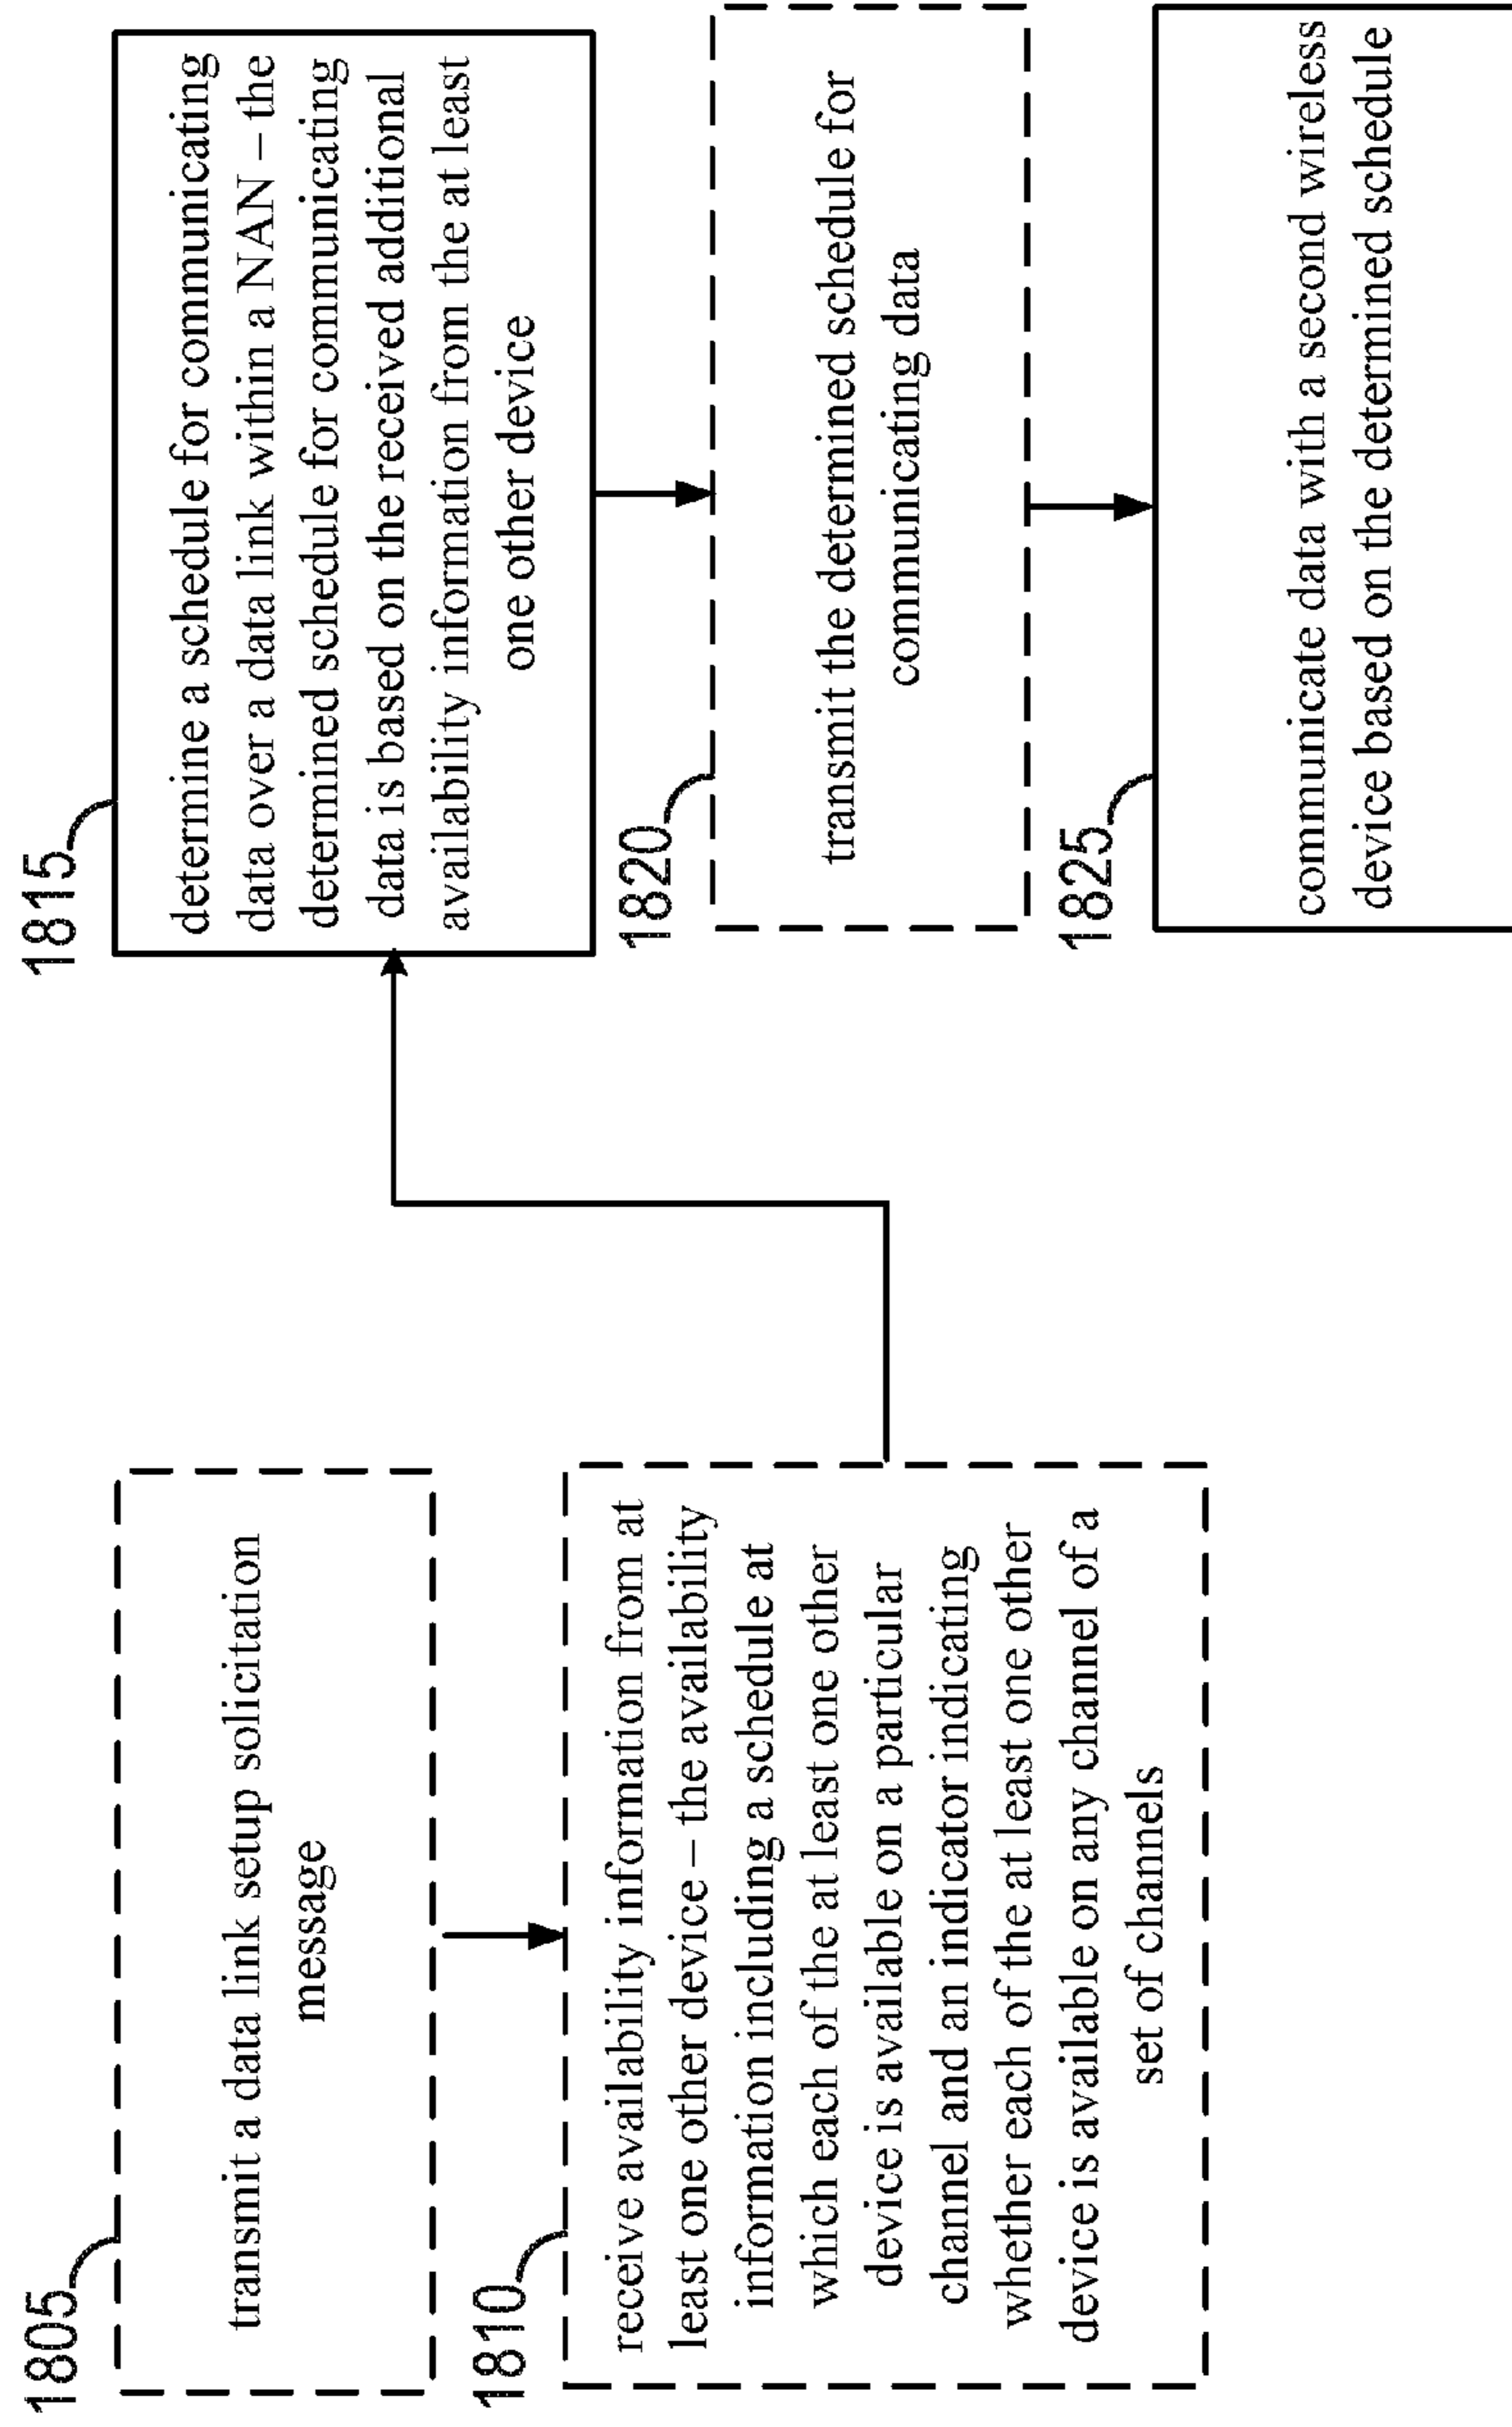 1805
transmit a data link setup solicitation
message
1810
receive availability information from at
least one other device – the availability
information including a schedule at
which each of the at least one other
device is available on a particular
channel and an indicator indicating
whether each of the at least one other
device is available on any channel of a
set of channels
1815
determine a schedule for communicating
data over a data link within a NAN – the
determined schedule for communicating
data is based on the received additional
availability information from the at least
one other device
1820
transmit the determined schedule for
communicating data
1825
communicate data with a second wireless
device based on the determined schedule